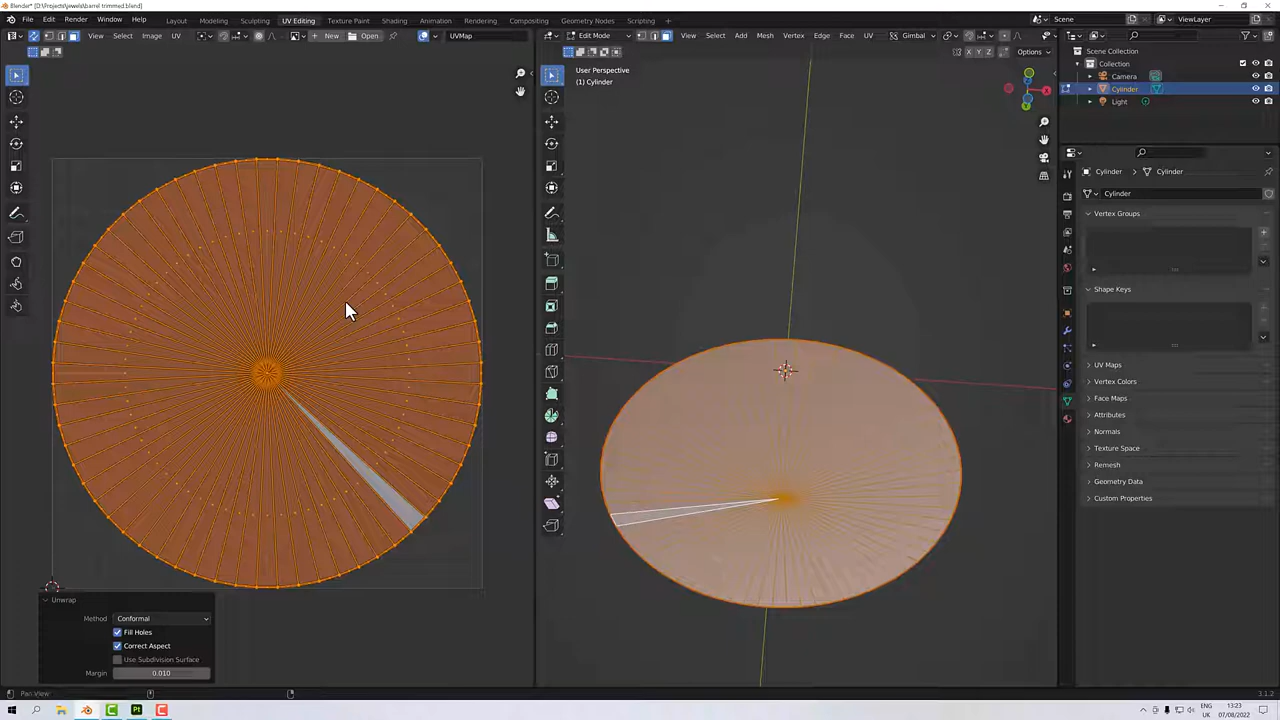 Blender* [D:\Projects\jewels\barrel trimmed.blend]
File Edit Render Window Help Layout Modeling Sculpting UV Editing Texture Paint Shading Animation Rendering Compositing Geometry Nodes Scripting Scene ViewLayer
View Select Image UV New Open UVMap
Edit Mode View Select Add Mesh Vertex Edge Face UV Gimbal
X Y Z Options
User Perspective
(1) Cylinder
Scene Collection
Collection
Camera
Cylinder
Light
Cylinder Cylinder
Cylinder
Vertex Groups
Shape Keys
UV Maps
Vertex Colors
Face Maps
Attributes
Normals
Remesh
Texture Space
Geometry Data
Custom Properties
Unwrap
Method Conformal
Fill Holes
Correct Aspect
Use Subdivision Surface
Margin 0.010
Pan View
3.1.2
ENG
UK
13:23
07/08/2022